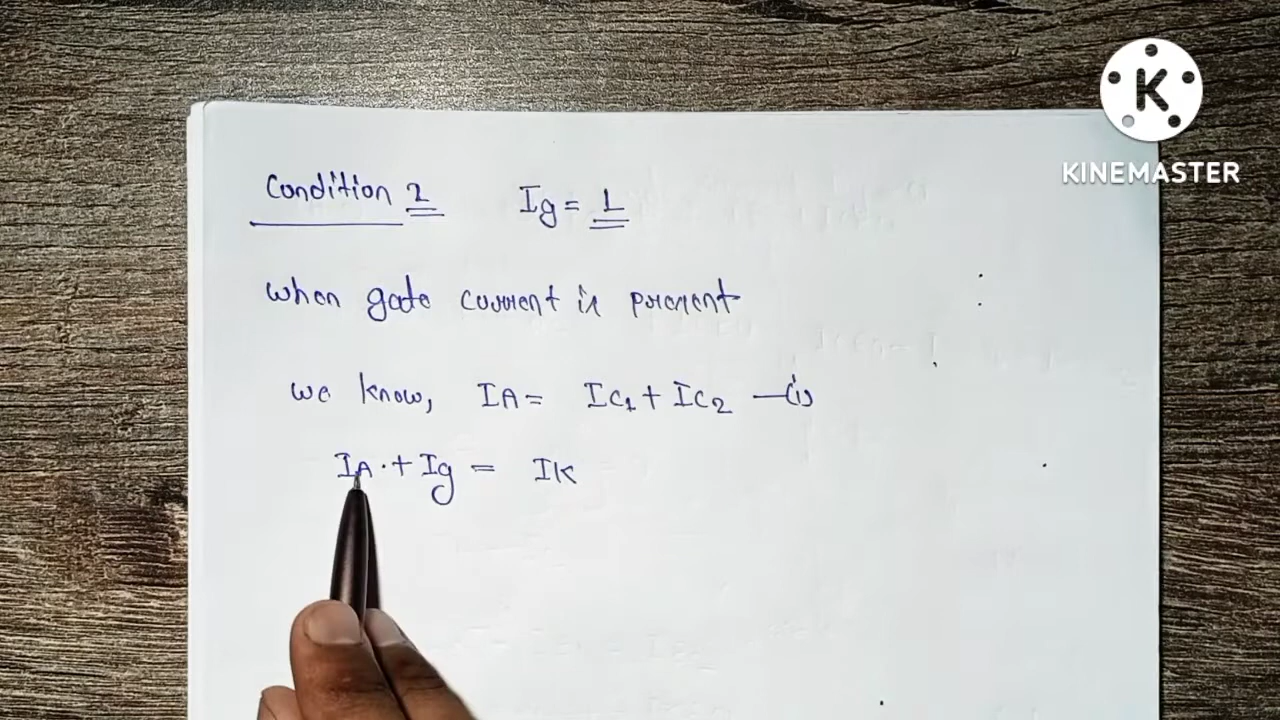 Condition 2 Ig = 1
When gate current is present
we know, IA = IC1 + IC2 —(i)
IA + Ig = IK
K
KINEMASTER